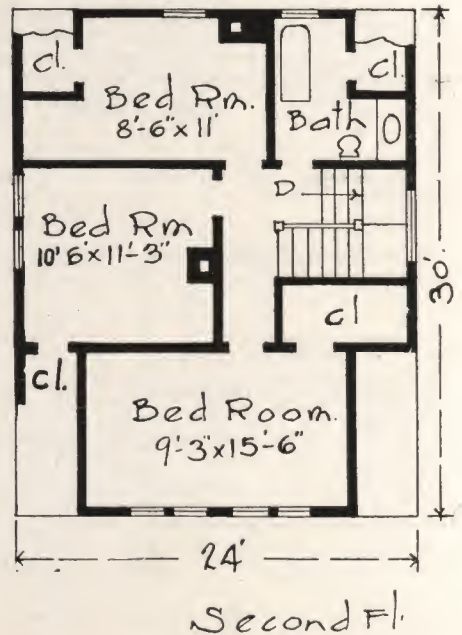 cl.
cl.
Bed Rm.
8'-6"x11'
Bath
D
Bed Rm
10'6"x11'-3"
30'.
cl
cl.
Bed Room.
9'-3"x15'-6"
24'
Second Fl.